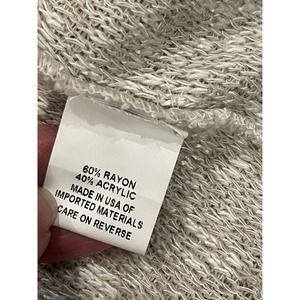 60% RAYON
40% ACRYLIC
MADE IN USA OF
IMPORTED MATERIALS
CARE ON REVERSE